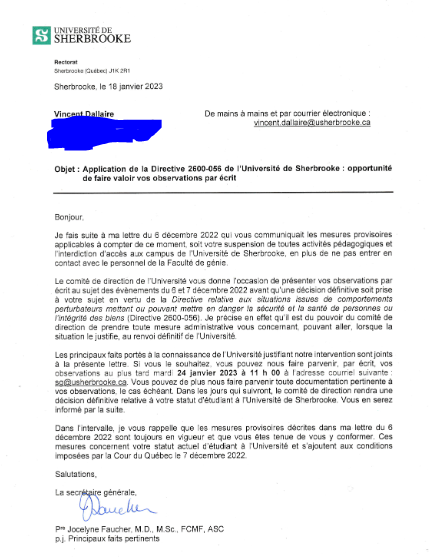 UNIVERSITÉ DE
SHERBROOKE
Rectorat
Sherbrooke (Québec) J1K 2R1
Sherbrooke, le 18 janvier 2023
Vincent Dallaire
De mains à mains et par courrier électronique :
vincent.dallaire@usherbrooke.ca
Objet : Application de la Directive 2600-056 de l'Université de Sherbrooke : opportunité
de faire valoir vos observations par écrit
Bonjour,
Je fais suite à ma lettre du 6 décembre 2022 qui vous communiquait les mesures provisoires
applicables à compter de ce moment, soit votre suspension de toutes activités pédagogiques et
l'interdiction d'accès aux campus de l'Université de Sherbrooke, en plus de ne pas entrer en
contact avec le personnel de la Faculté de génie.
Le comité de direction de l'Université vous donne l'occasion de présenter vos observations par
écrit au sujet des évènements du 6 et 7 décembre 2022 avant qu'une décision définitive soit prise
à votre sujet en vertu de la Directive relative aux situations issues de comportements
perturbateurs mettant ou pouvant mettre en danger la sécurité et la santé de personnes ou
l'intégrité des biens (Directive 2600-056). Je précise en effet qu'il est du pouvoir du comité de
direction de prendre toute mesure administrative vous concernant, pouvant aller, lorsque la
situation le justifie, au renvoi définitif de l'Université.
Les principaux faits portés à la connaissance de l'Université justifiant notre intervention sont joints
à la présente lettre. Si vous le souhaitez, vous pouvez nous faire parvenir, par écrit, vos
observations au plus tard mardi 24 janvier 2023 à 11 h 00 à l'adresse courriel suivante :
sg@usherbrooke.ca. Vous pouvez de plus nous faire parvenir toute documentation pertinente à
vos observations, le cas échéant. Dans les jours qui suivront, le comité de direction rendra une
décision définitive relative à votre statut d'étudiant à l'Université de Sherbrooke. Vous en serez
informé par la suite.
Dans l'intervalle, je vous rappelle que les mesures provisoires décrites dans ma lettre du 6
décembre 2022 sont toujours en vigueur et que vous êtes tenue de vous y conformer. Ces
mesures concernent votre statut actuel d'étudiant à l'Université et s'ajoutent aux conditions
imposées par la Cour du Québec le 7 décembre 2022.
Salutations,
La secrétaire générale,
JFaucher
Pre Jocelyne Faucher, M.D., M.Sc., FCMF, ASC
p.j. Principaux faits pertinents